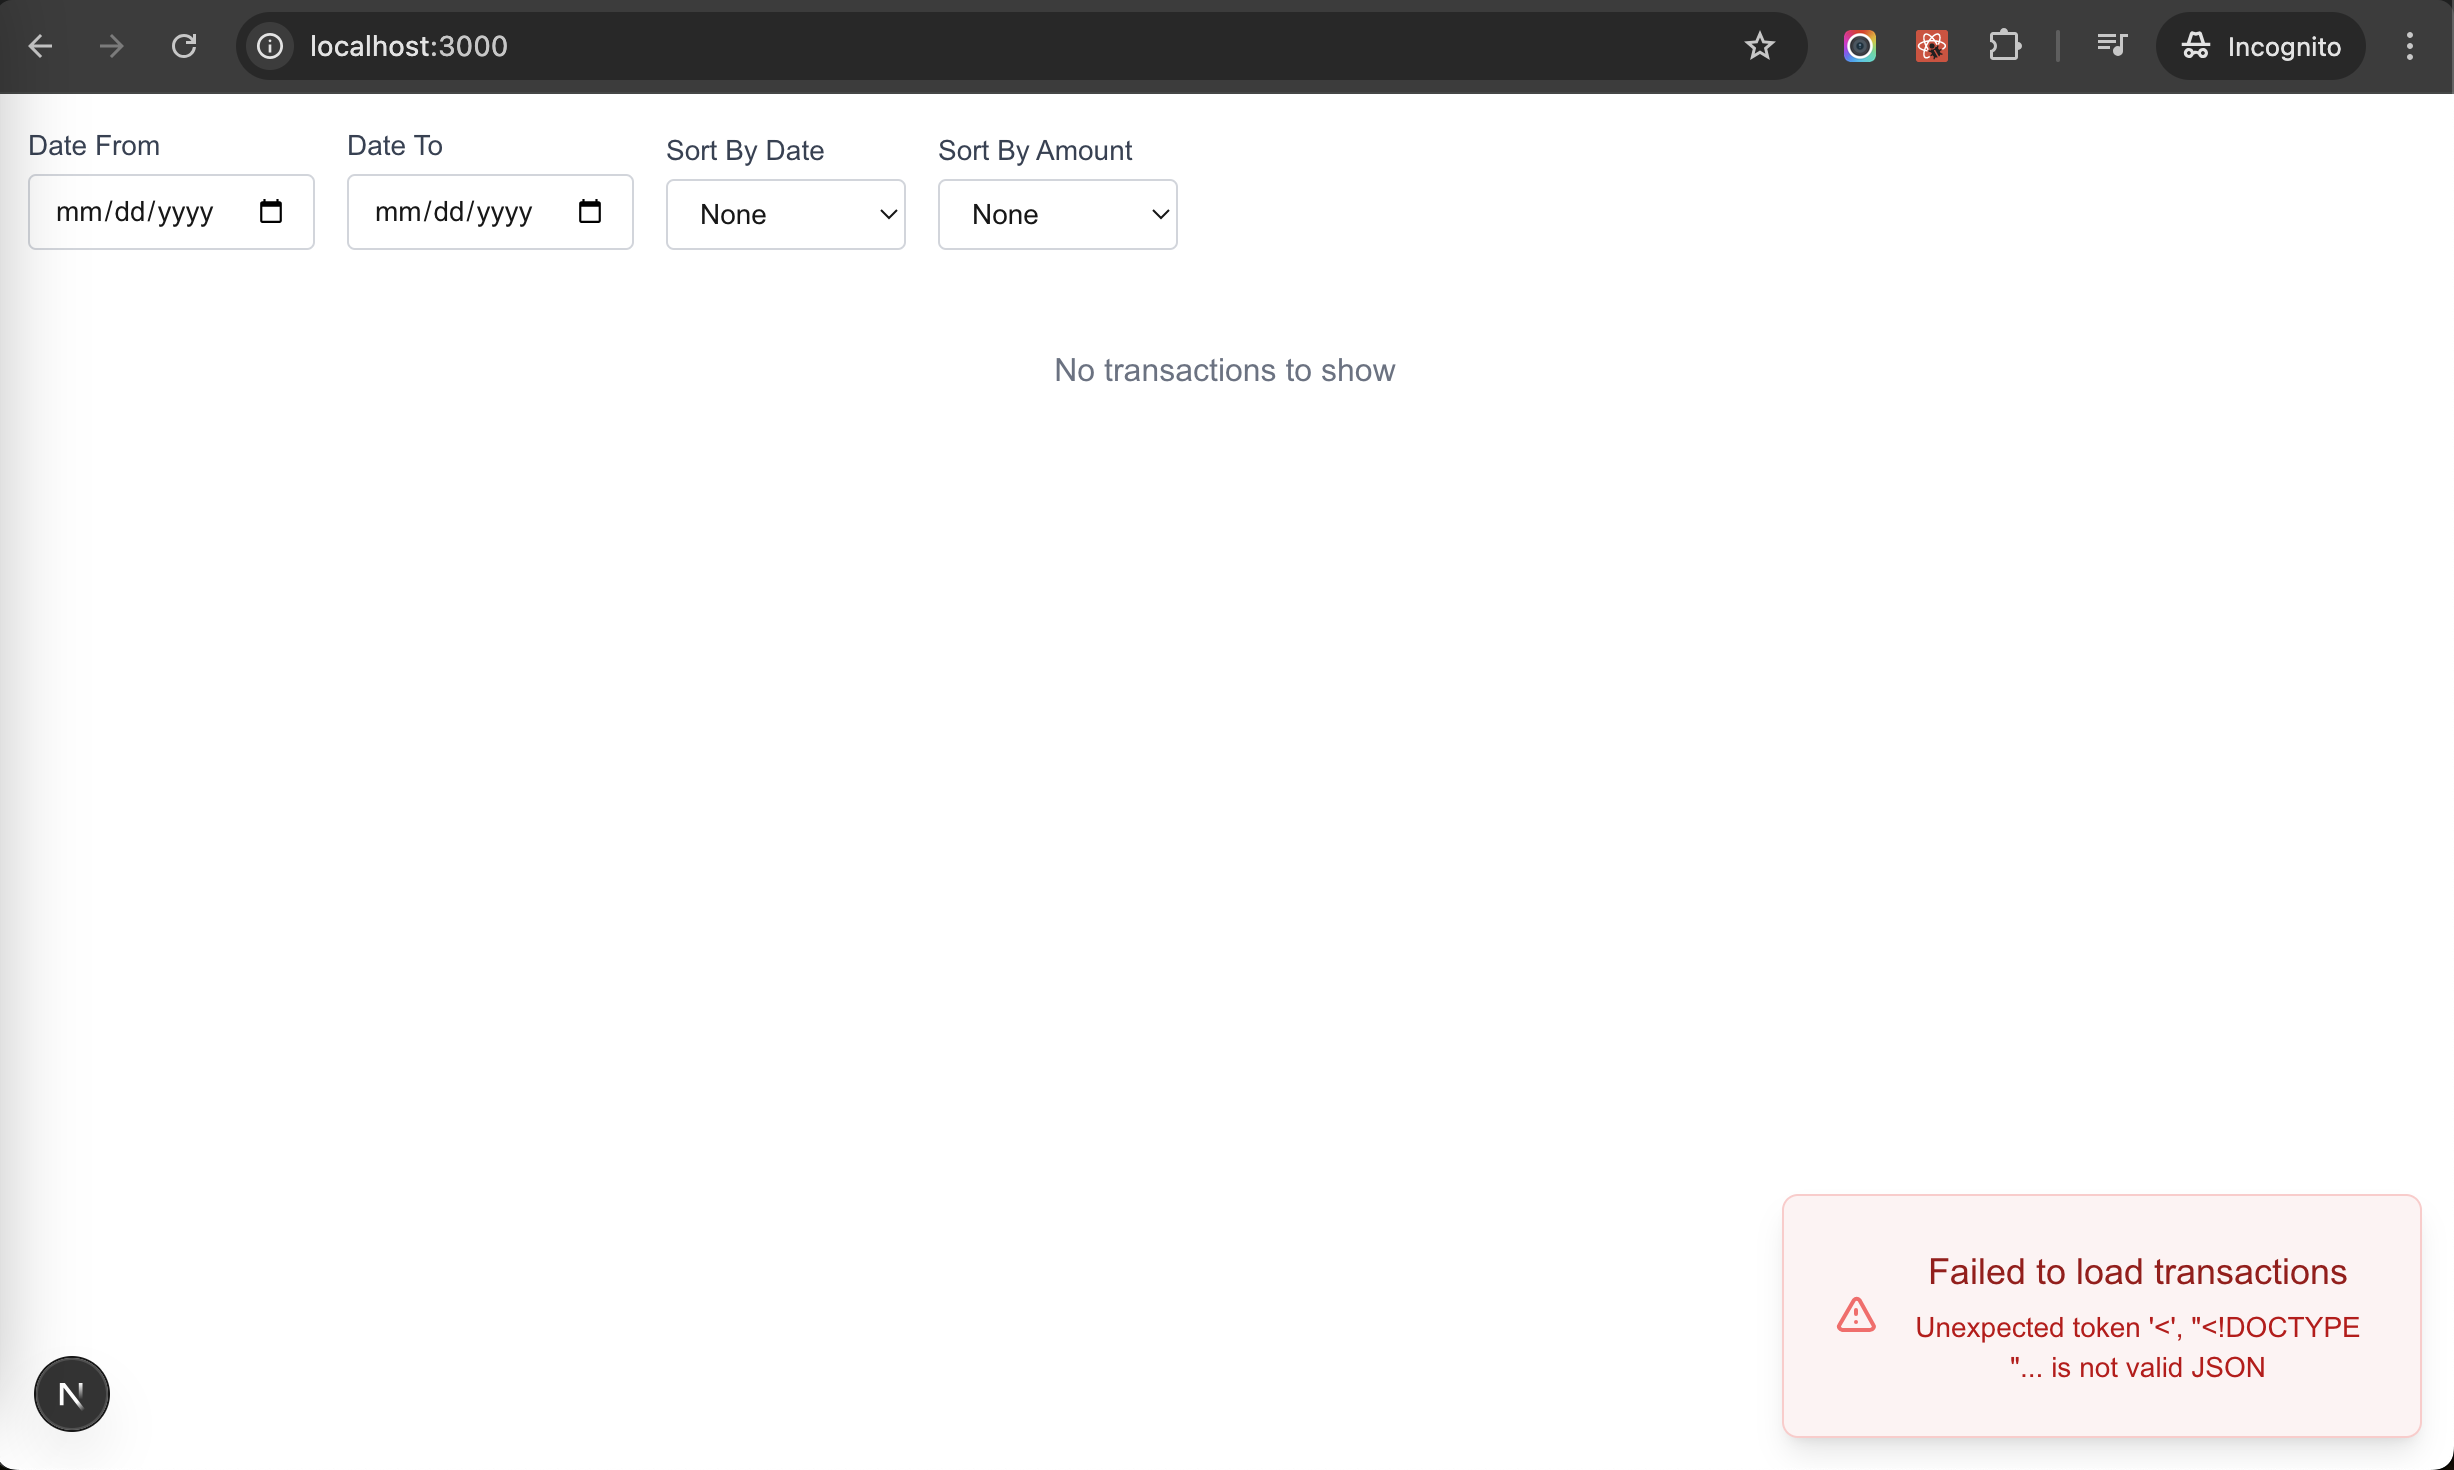 localhost:3000
Incognito
Date From
Date To
Sort By Date
Sort By Amount
mm/dd/yyyy
mm/dd/yyyy
None
None
No transactions to show
Failed to load transactions
Unexpected token '<', "<!DOCTYPE
"... is not valid JSON
N